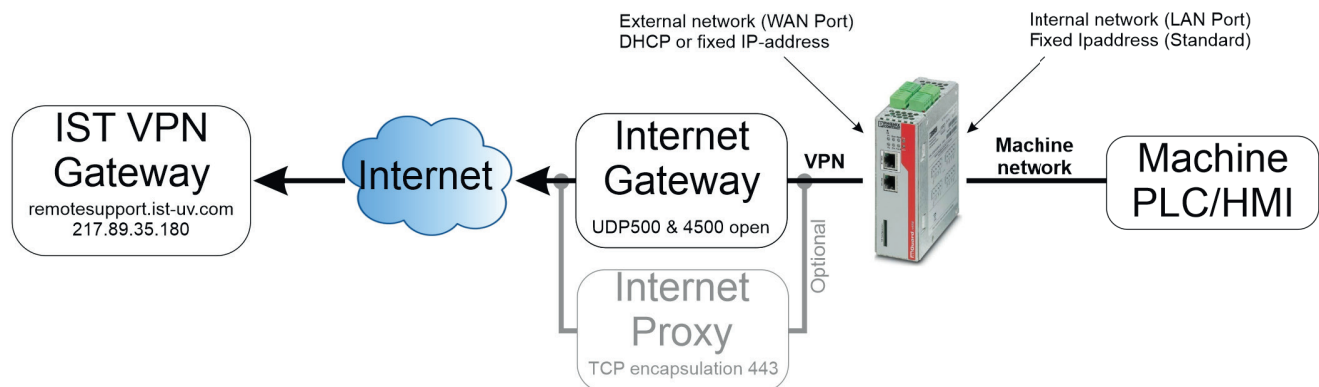 External network (WAN Port)
DHCP or fixed IP-address
Internal network (LAN Port)
Fixed Ipaddress (Standard)
IST VPN
Gateway
remotesupport.ist-uv.com
217.89.35.180
Internet
Internet
Gateway
UDP500 & 4500 open
VPN
Machine
network
Machine
PLC/HMI
Optional
Internet
Proxy
TCP encapsulation 443